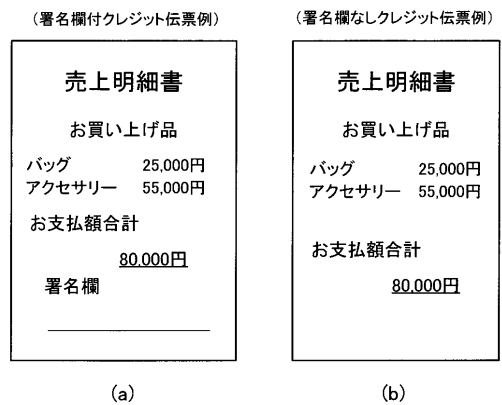 (署名欄付クレジット伝票例)
売上明細書
お買い上げ品
バッグ 25,000円
アクセサリー 55,000円
お支払額合計
80,000円
署名欄
(a)
(署名欄なしクレジット伝票例)
売上明細書
お買い上げ品
バッグ 25,000円
アクセサリー 55,000円
お支払額合計
80,000円
(b)